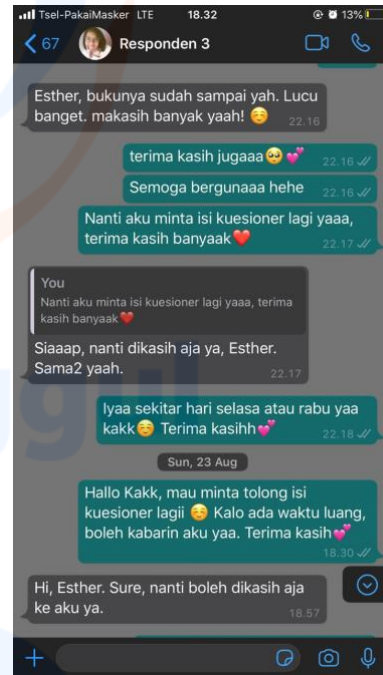 Tsel-PakaiMasker LTE 18.32 13%
67 Responden 3
Esther, bukunya sudah sampai yah. Lucu
banget. makasih banyak yaah! ☺️ 22.16
terima kasih jugaaa🥺💕 22.16
Semoga bergunaaa hehe 22.16
Nanti aku minta isi kuesioner lagi yaaa,
terima kasih banyaak❤️ 22.17
You
Nanti aku minta isi kuesioner lagi yaaa, terima
kasih banyaak❤️
Siaaap, nanti dikasih aja ya, Esther.
Sama2 yaah. 22.17
Iyaa sekitar hari selasa atau rabu yaa
kakk☺️ Terima kasihh💕 22.18
Sun, 23 Aug
Hallo Kakk, mau minta tolong isi
kuesioner lagii ☺️ Kalo ada waktu luang,
boleh kabarin aku yaa. Terima kasih💕
18.30
Hi, Esther. Sure, nanti boleh dikasih aja
ke aku ya. 18.57